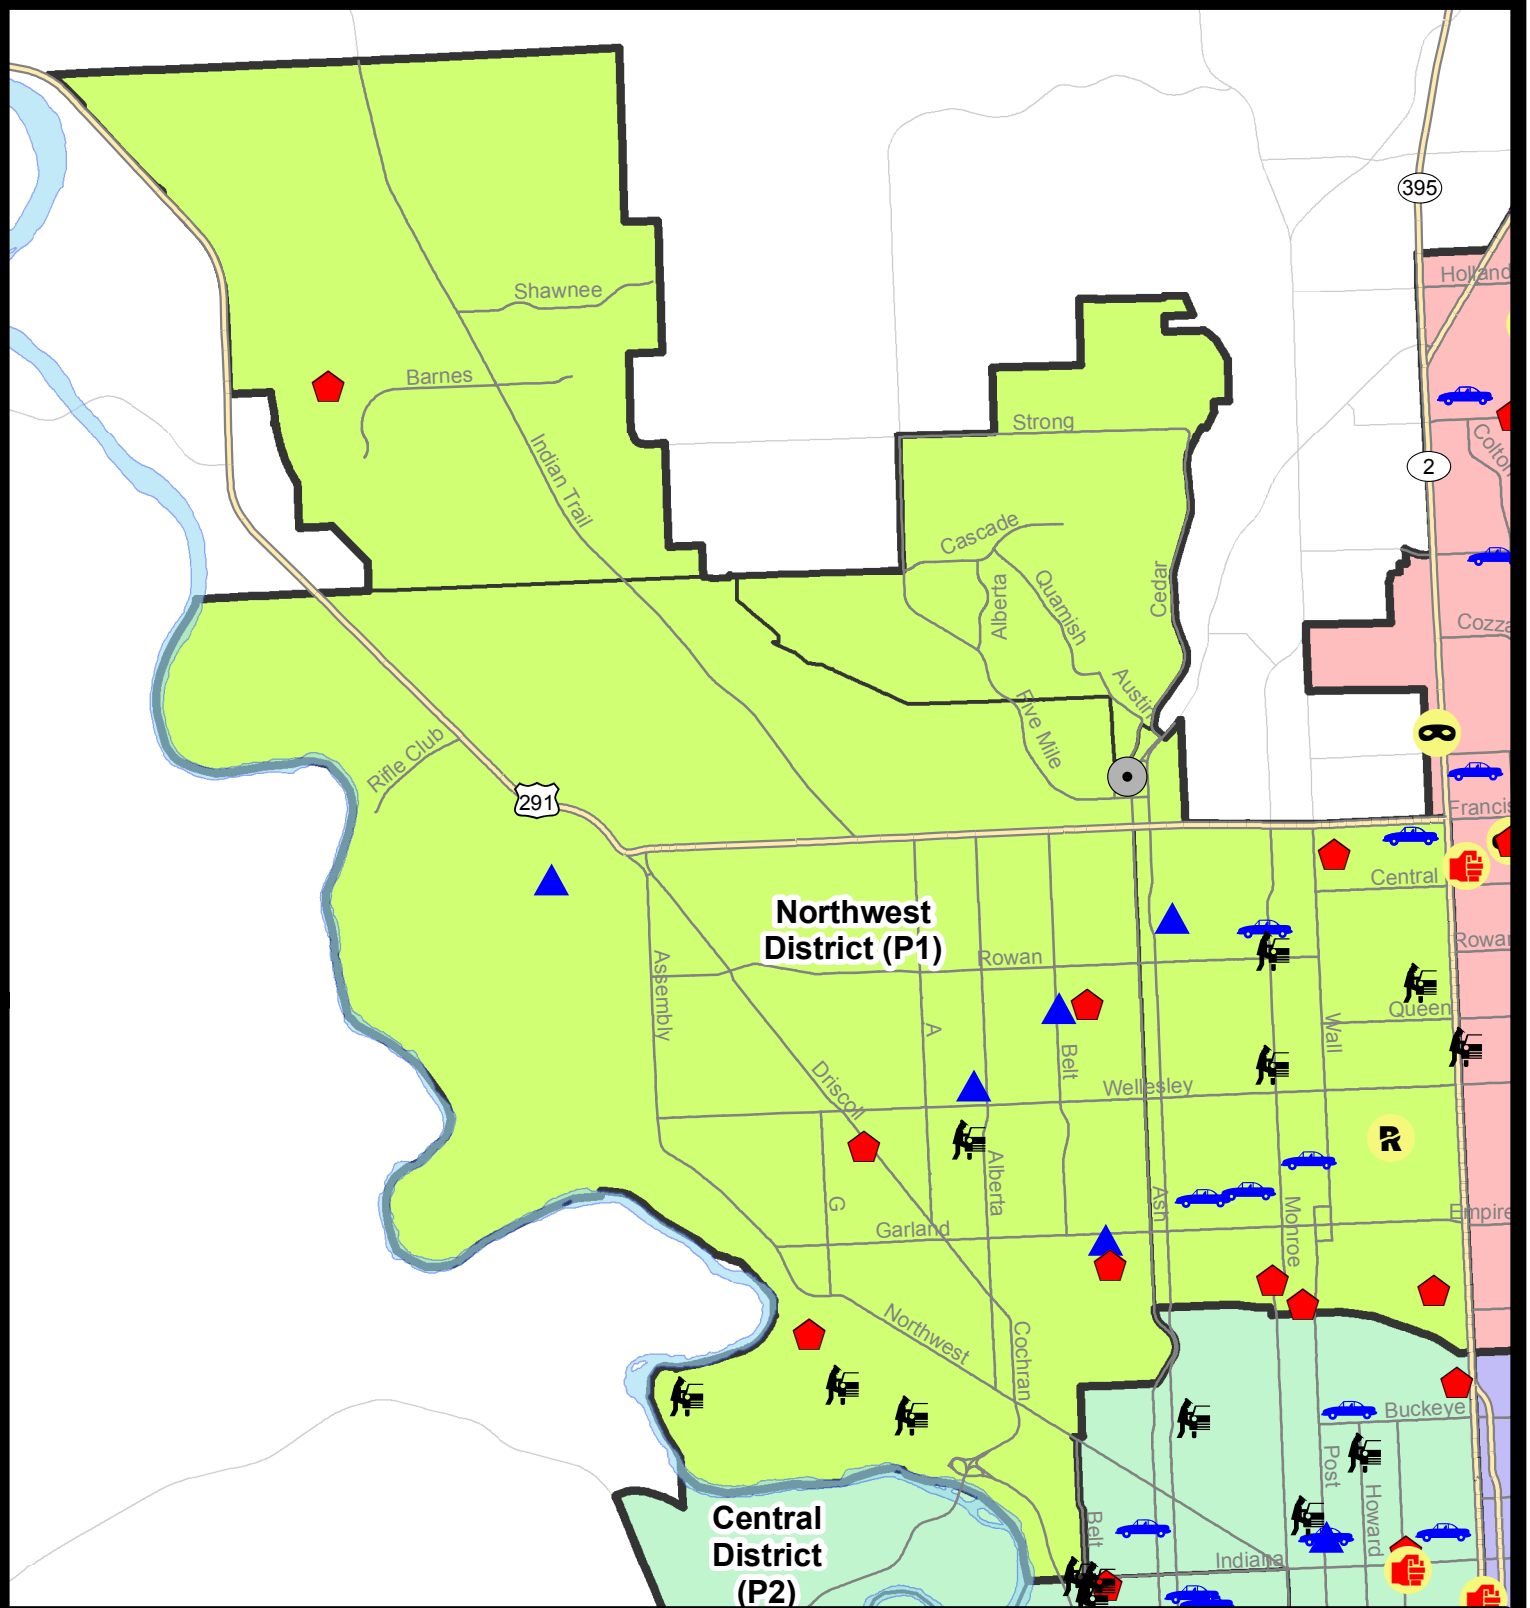 395
Holland
Shawnee
Barnes
Strong
Indian Trail
Colton
2
Cascade
Alberta
Quamish
Cedar
Cozza
Austin
Five Mile
Rifle Club
291
Francis
Central
Northwest
District (P1)
Rowan
Rowan
Assembly
A
Belt
Wall
Queen
Driscoll
Wellesley
R
Alberta
G
Ash
Monroe
Garland
Empire
Northwest
Cochran
Buckeye
Post
Howard
Central
District
(P2)
Belt
Indiana